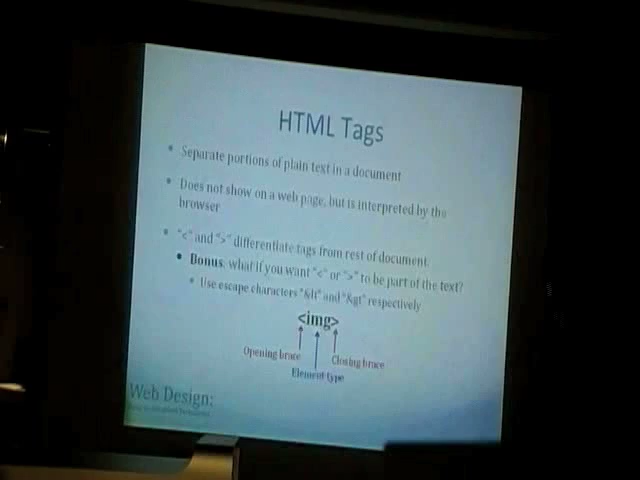 HTML Tags
• Separate portions of plain text in a document
• Does not show on a web page, but is interpreted by the
browser
• "<" and ">" differentiate tags from rest of document.
• Bonus: what if you want "<" or ">" to be part of the text?
• Use escape characters "&lt" and "&gt" respectively
<img>
Opening brace
Closing brace
Element type
Web Design: